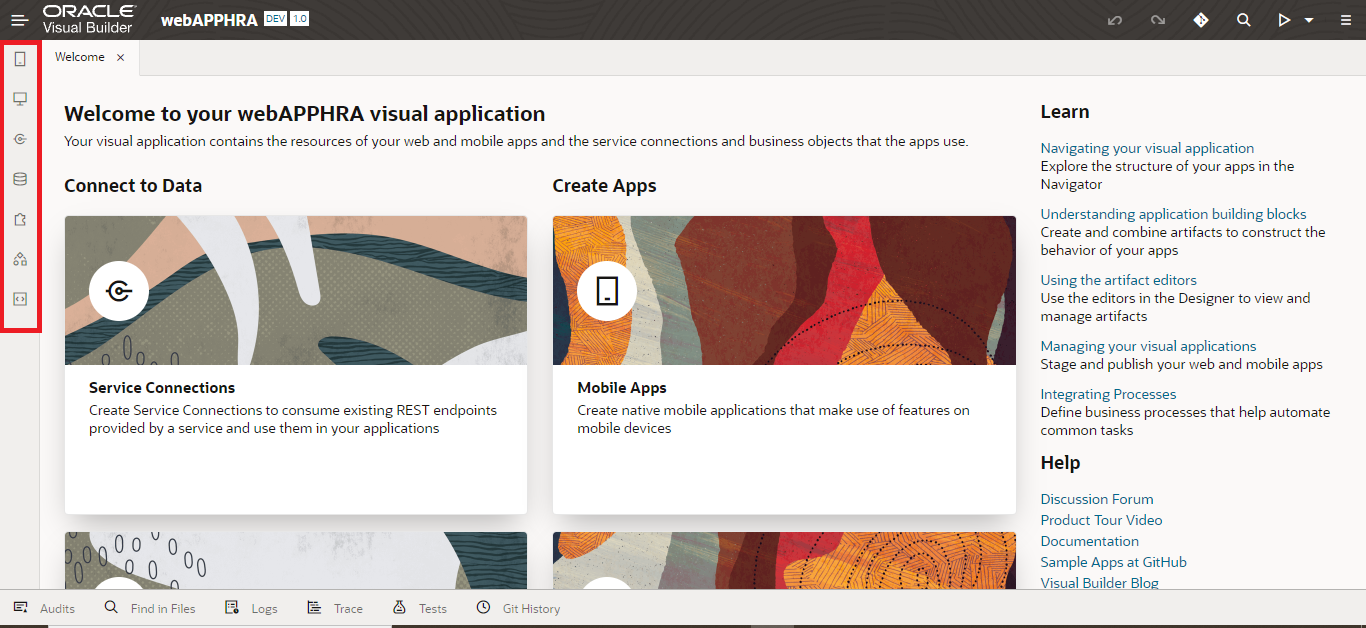 ORACLE
Visual Builder
webAPPHRA DEV 1.0
Welcome
Welcome to your webAPPHRA visual application
Your visual application contains the resources of your web and mobile apps and the service connections and business objects that the apps use.
Connect to Data
Service Connections
Create Service Connections to consume existing REST endpoints
provided by a service and use them in your applications
Create Apps
Mobile Apps
Create native mobile applications that make use of features on
mobile devices
Learn
Navigating your visual application
Explore the structure of your apps in the
Navigator
Understanding application building blocks
Create and combine artifacts to construct the
behavior of your apps
Using the artifact editors
Use the editors in the Designer to view and
manage artifacts
Managing your visual applications
Stage and publish your web and mobile apps
Integrating Processes
Define business processes that help automate
common tasks
Help
Discussion Forum
Product Tour Video
Documentation
Sample Apps at GitHub
Visual Builder Blog
Audits Find in Files Logs Trace Tests Git History